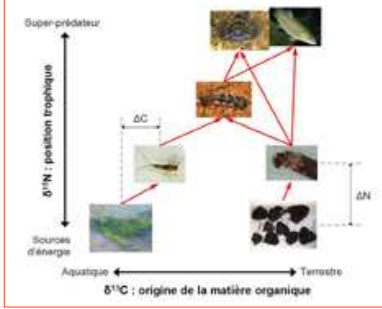 Super-prédateur
δ¹⁵N : position trophique
ΔC
ΔN
Sources
d'énergie
Aquatique
Terrestre
δ¹³C : origine de la matière organique